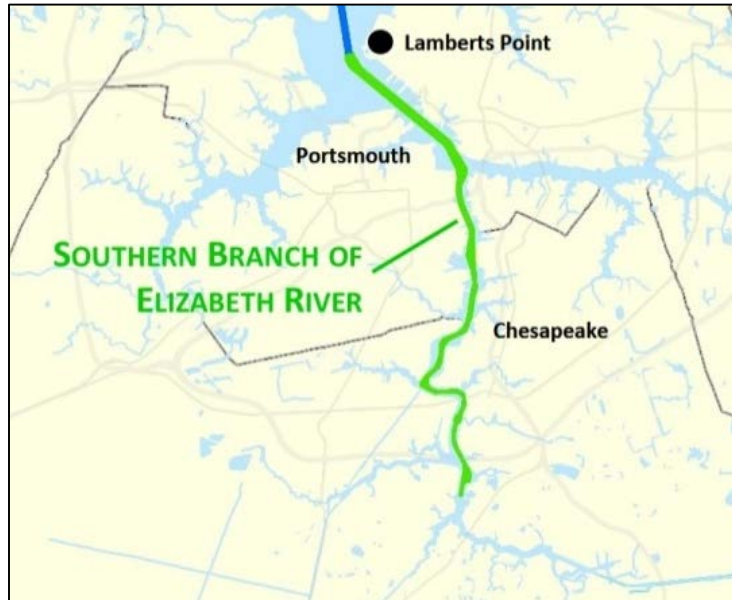 Lamberts Point
Portsmouth
SOUTHERN BRANCH OF
ELIZABETH RIVER
Chesapeake